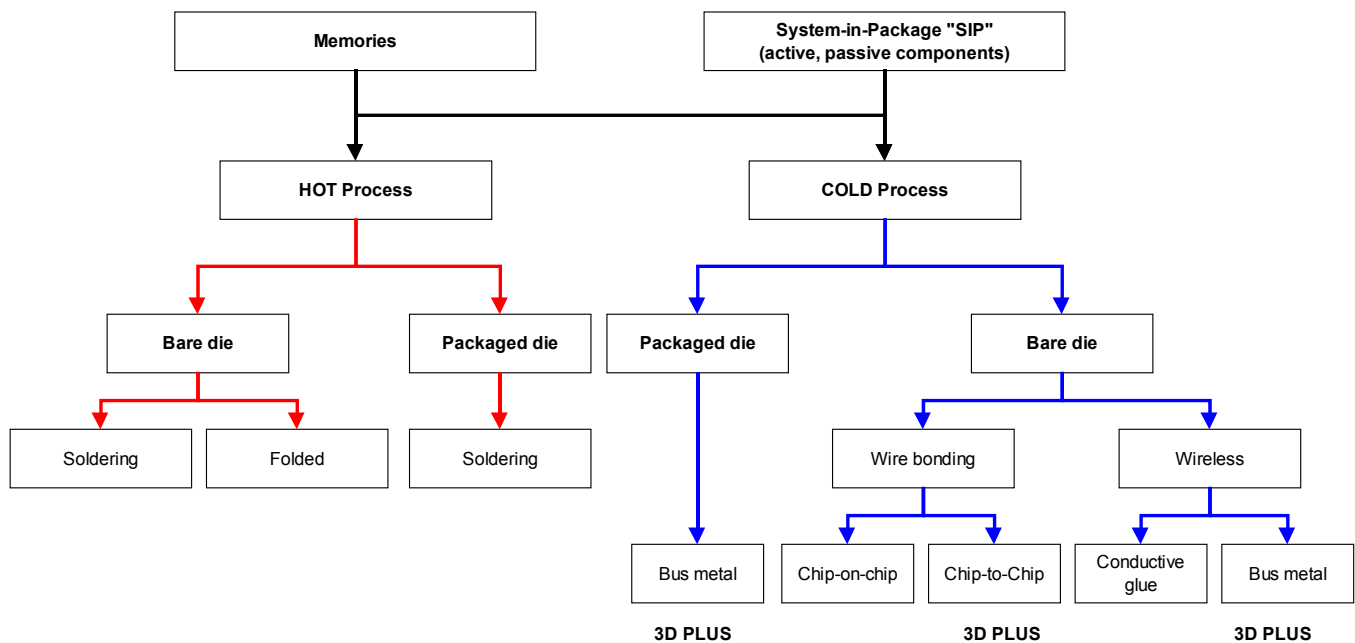 Memories
System-in-Package "SIP"
(active, passive components)
HOT Process
COLD Process
Bare die
Packaged die
Packaged die
Bare die
Soldering
Folded
Soldering
Wire bonding
Wireless
Bus metal
Chip-on-chip
Chip-to-Chip
Conductive
glue
Bus metal
3D PLUS
3D PLUS
3D PLUS